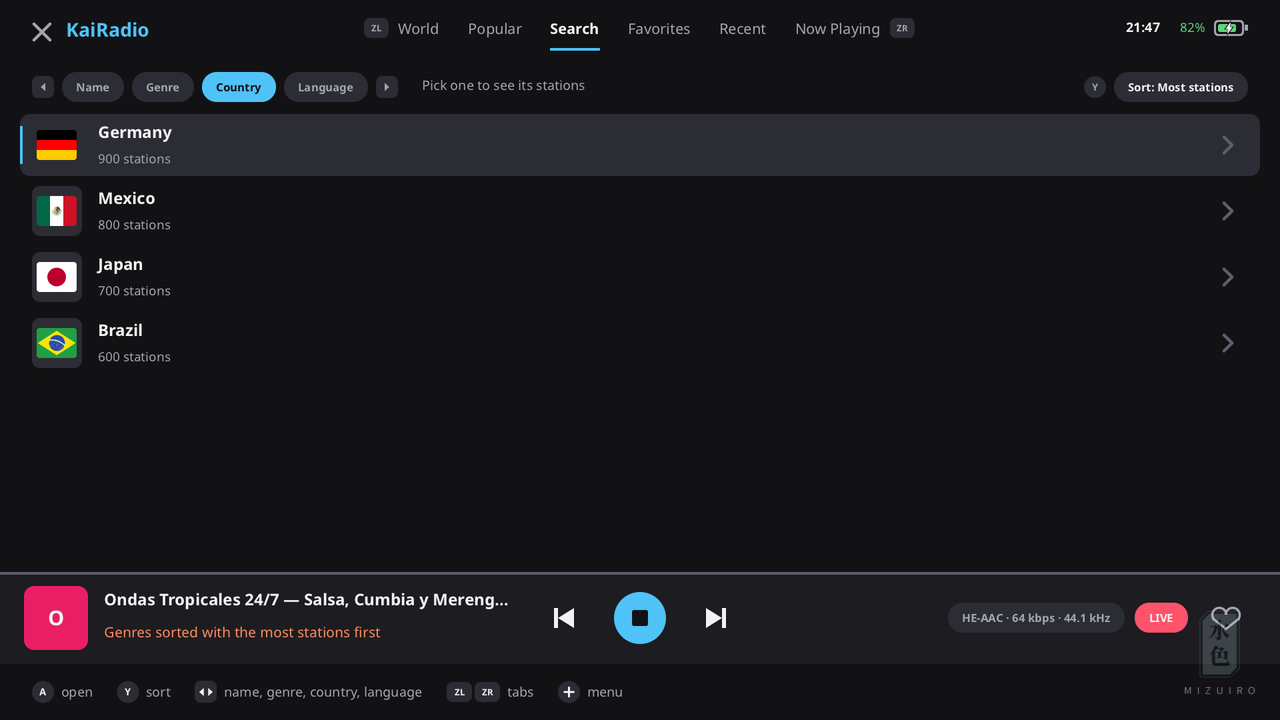 KaiRadio
ZL World Popular Search Favorites Recent Now Playing ZR
21:47 82%
Name Genre Country Language Pick one to see its stations
Y Sort: Most stations
Germany
900 stations
Mexico
800 stations
Japan
700 stations
Brazil
600 stations
O
Ondas Tropicales 24/7 — Salsa, Cumbia y Mereng...
Genres sorted with the most stations first
HE-AAC · 64 kbps · 44.1 kHz LIVE
水色
MIZUIRO
A open Y sort name, genre, country, language ZL ZR tabs menu